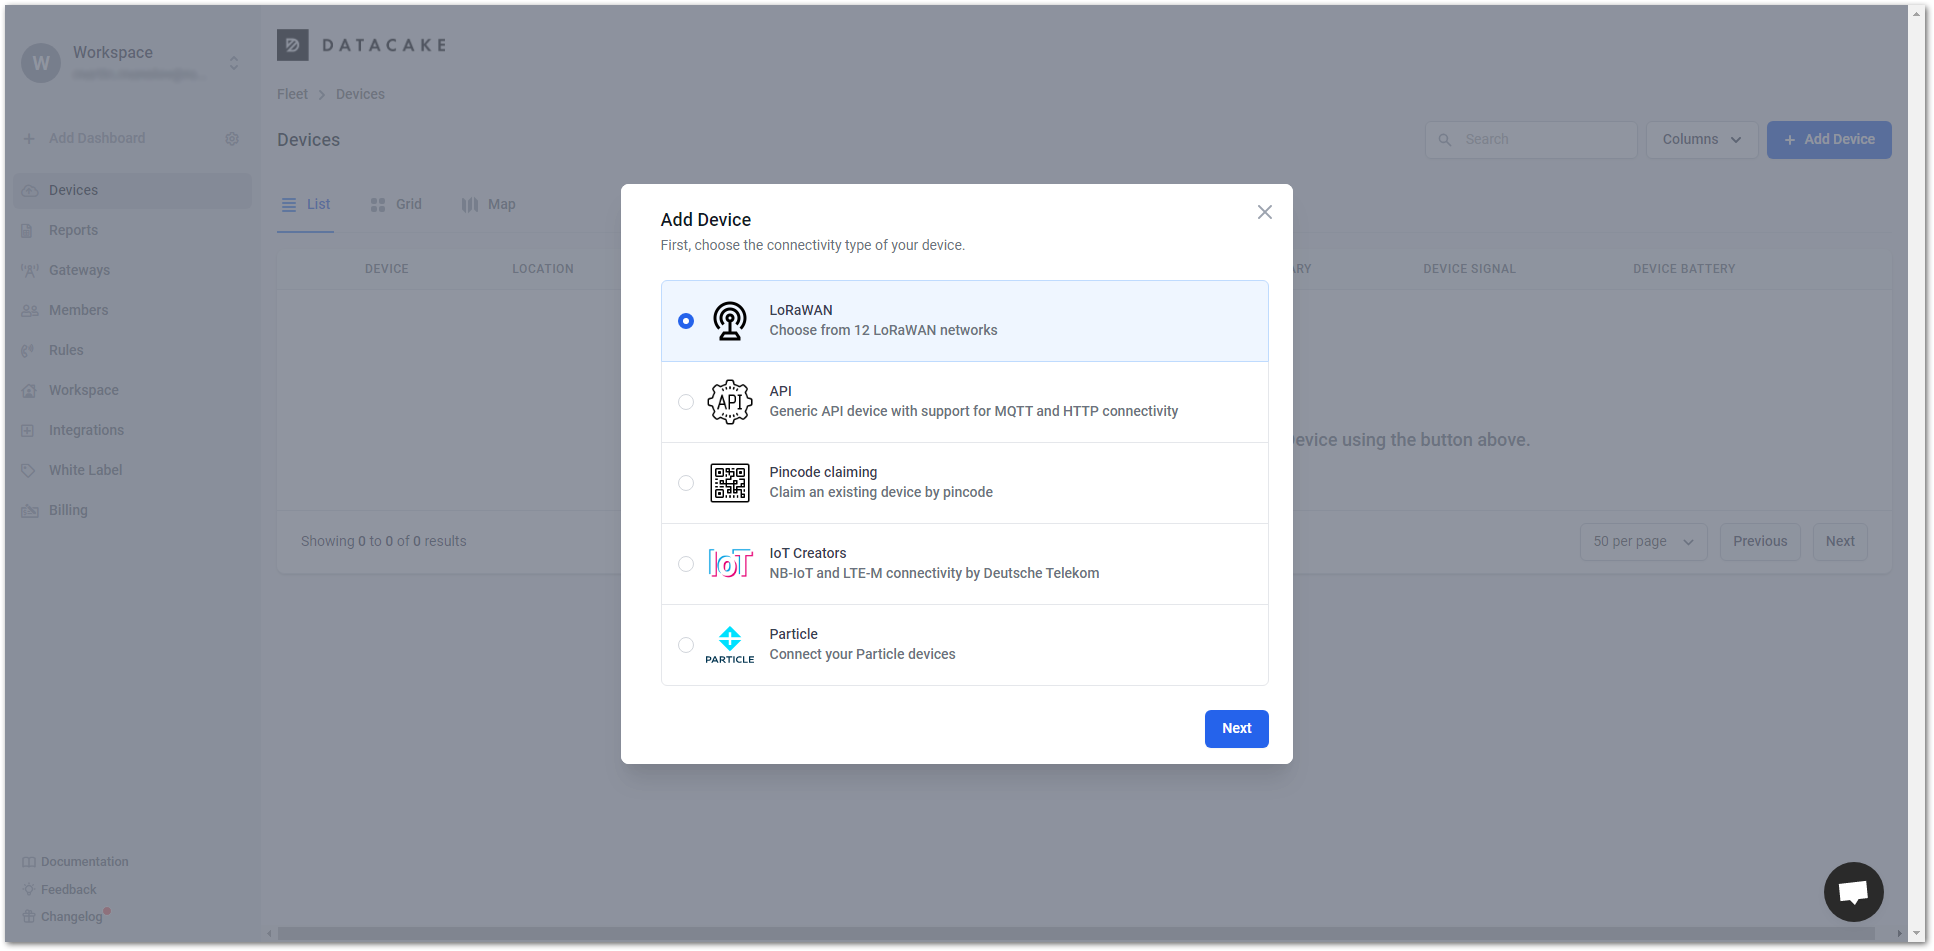 W
Workspace
DATACAKE
Fleet
Devices
Add Dashboard
Devices
Search
Columns
Add Device
Devices
Reports
Gateways
Members
Rules
Workspace
Integrations
White Label
Billing
List
Grid
Map
DEVICE
LOCATION
ARY
DEVICE SIGNAL
DEVICE BATTERY
evice using the button above.
Showing 0 to 0 of 0 results
50 per page
Previous
Next
Add Device
First, choose the connectivity type of your device.
LoRaWAN
Choose from 12 LoRaWAN networks
API
API
Generic API device with support for MQTT and HTTP connectivity
Pincode claiming
Claim an existing device by pincode
IoT
IoT Creators
NB-IoT and LTE-M connectivity by Deutsche Telekom
PARTICLE
Particle
Connect your Particle devices
Next
Documentation
Feedback
Changelog